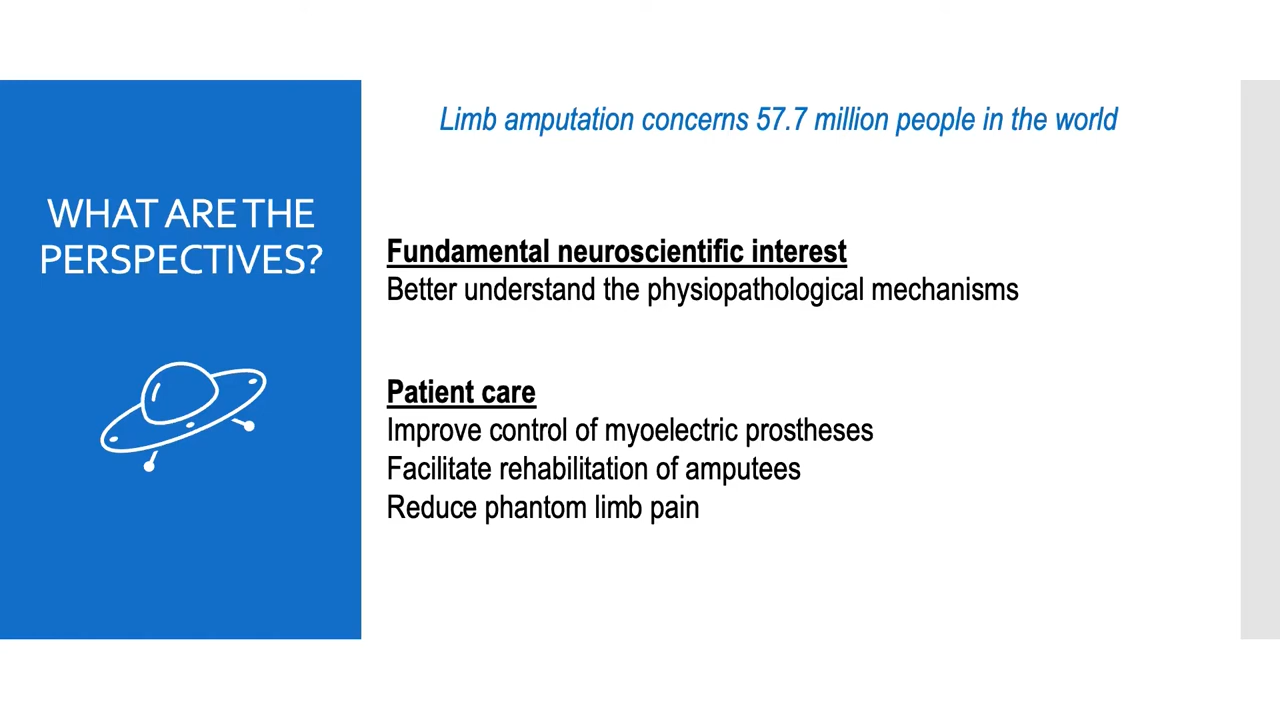 Limb amputation concerns 57.7 million people in the world
WHAT ARE THE
PERSPECTIVES?
Fundamental neuroscientific interest
Better understand the physiopathological mechanisms
Patient care
Improve control of myoelectric prostheses
Facilitate rehabilitation of amputees
Reduce phantom limb pain